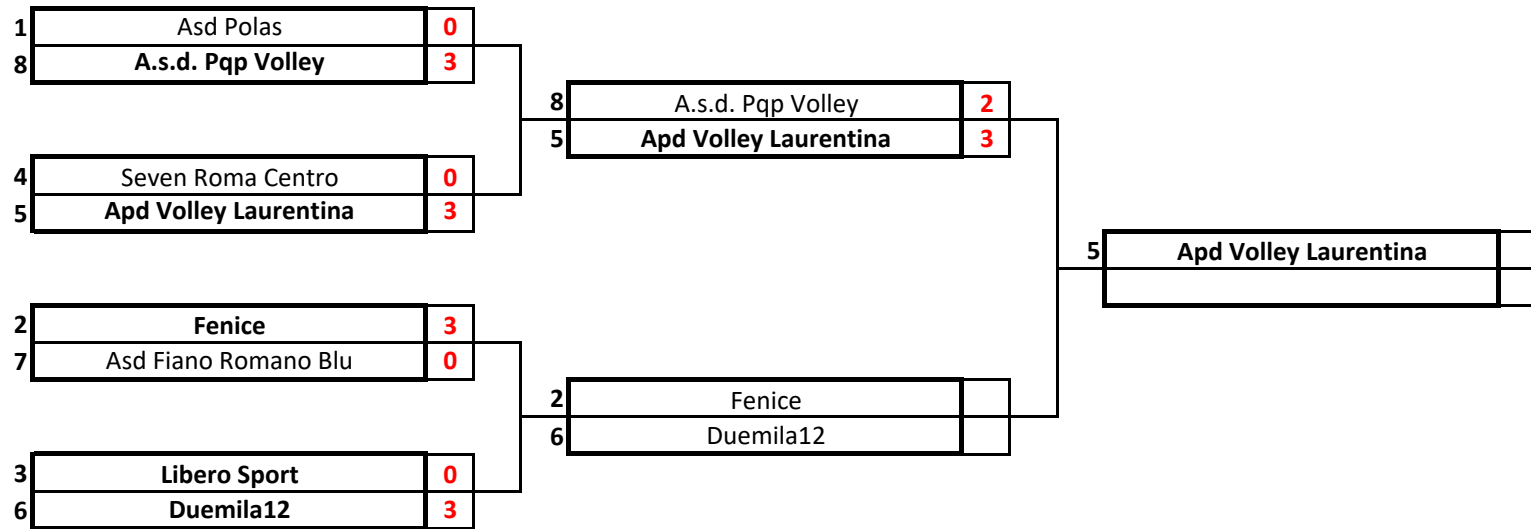 1 Asd Polas 0
8 A.s.d. Pqp Volley 3
4 Seven Roma Centro 0
5 Apd Volley Laurentina 3
2 Fenice 3
7 Asd Fiano Romano Blu 0
3 Libero Sport 0
6 Duemila12 3
8 A.s.d. Pqp Volley 2
5 Apd Volley Laurentina 3
2 Fenice
6 Duemila12
5 Apd Volley Laurentina